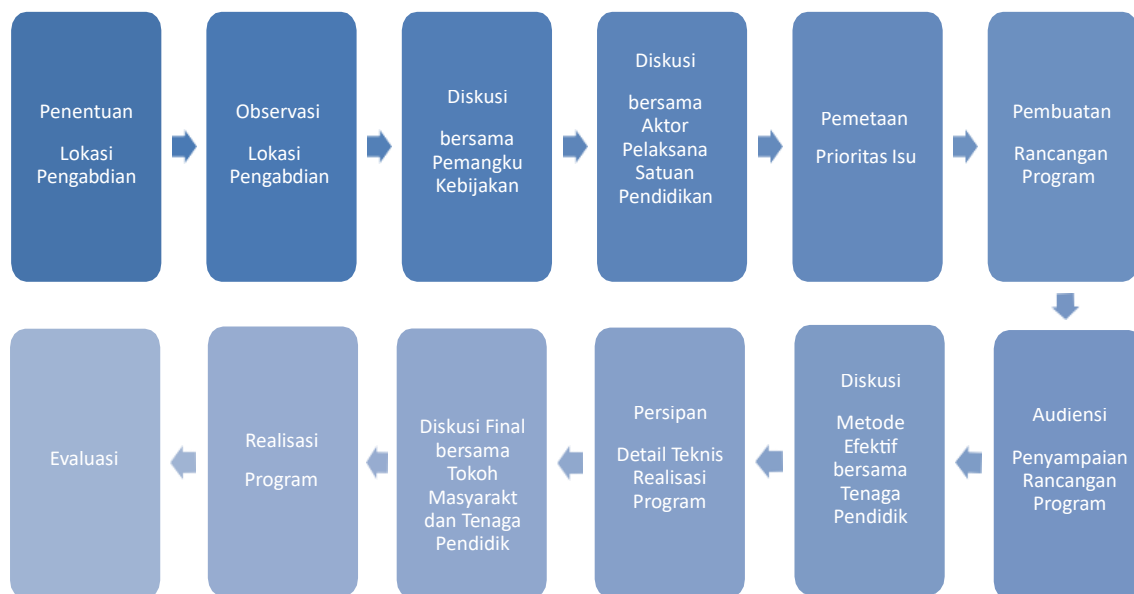 Penentuan
Lokasi
Pengabdian
Observasi
Lokasi
Pengabdian
Diskusi
bersama
Pemangku
Kebijakan
Diskusi
bersama
Aktor
Pelaksana
Satuan
Pendidikan
Pemetaan
Prioritas Isu
Pembuatan
Rancangan
Program
Audiensi
Penyampaian
Rancangan
Program
Diskusi
Metode
Efektif
bersama
Tenaga
Pendidik
Persipan
Detail Teknis
Realisasi
Program
Diskusi Final
bersama
Tokoh
Masyarakt
dan Tenaga
Pendidik
Realisasi
Program
Evaluasi